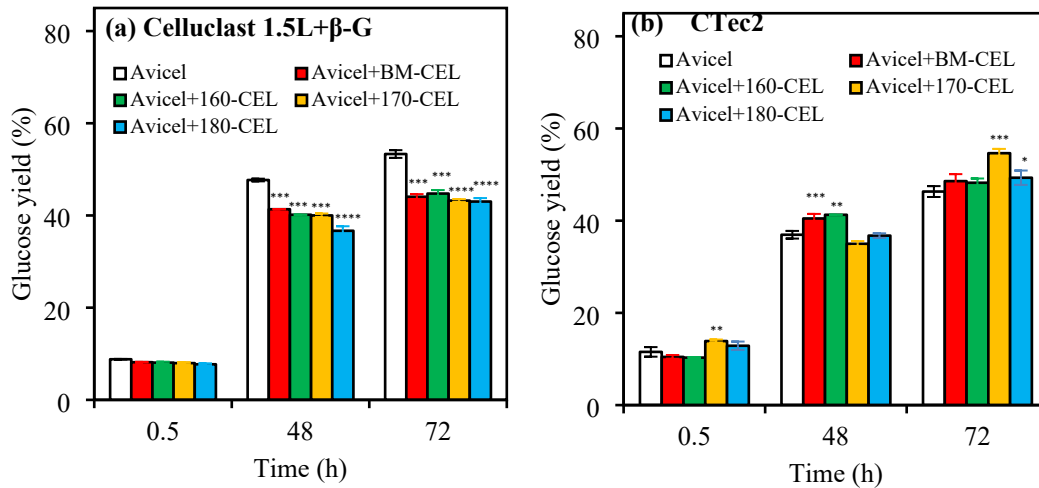 (a) Celluclast 1.5L+β-G
Avicel
Avicel+BM-CEL
Avicel+160-CEL
Avicel+170-CEL
Avicel+180-CEL
Glucose yield (%)
80
60
40
20
0
*** *** *** ****
*** *** **** ****
0.5 48 72
Time (h)
(b) CTec2
Avicel
Avicel+BM-CEL
Avicel+160-CEL
Avicel+170-CEL
Avicel+180-CEL
Glucose yield (%)
80
60
40
20
0
**
*** **
*** *
0.5 48 72
Time (h)